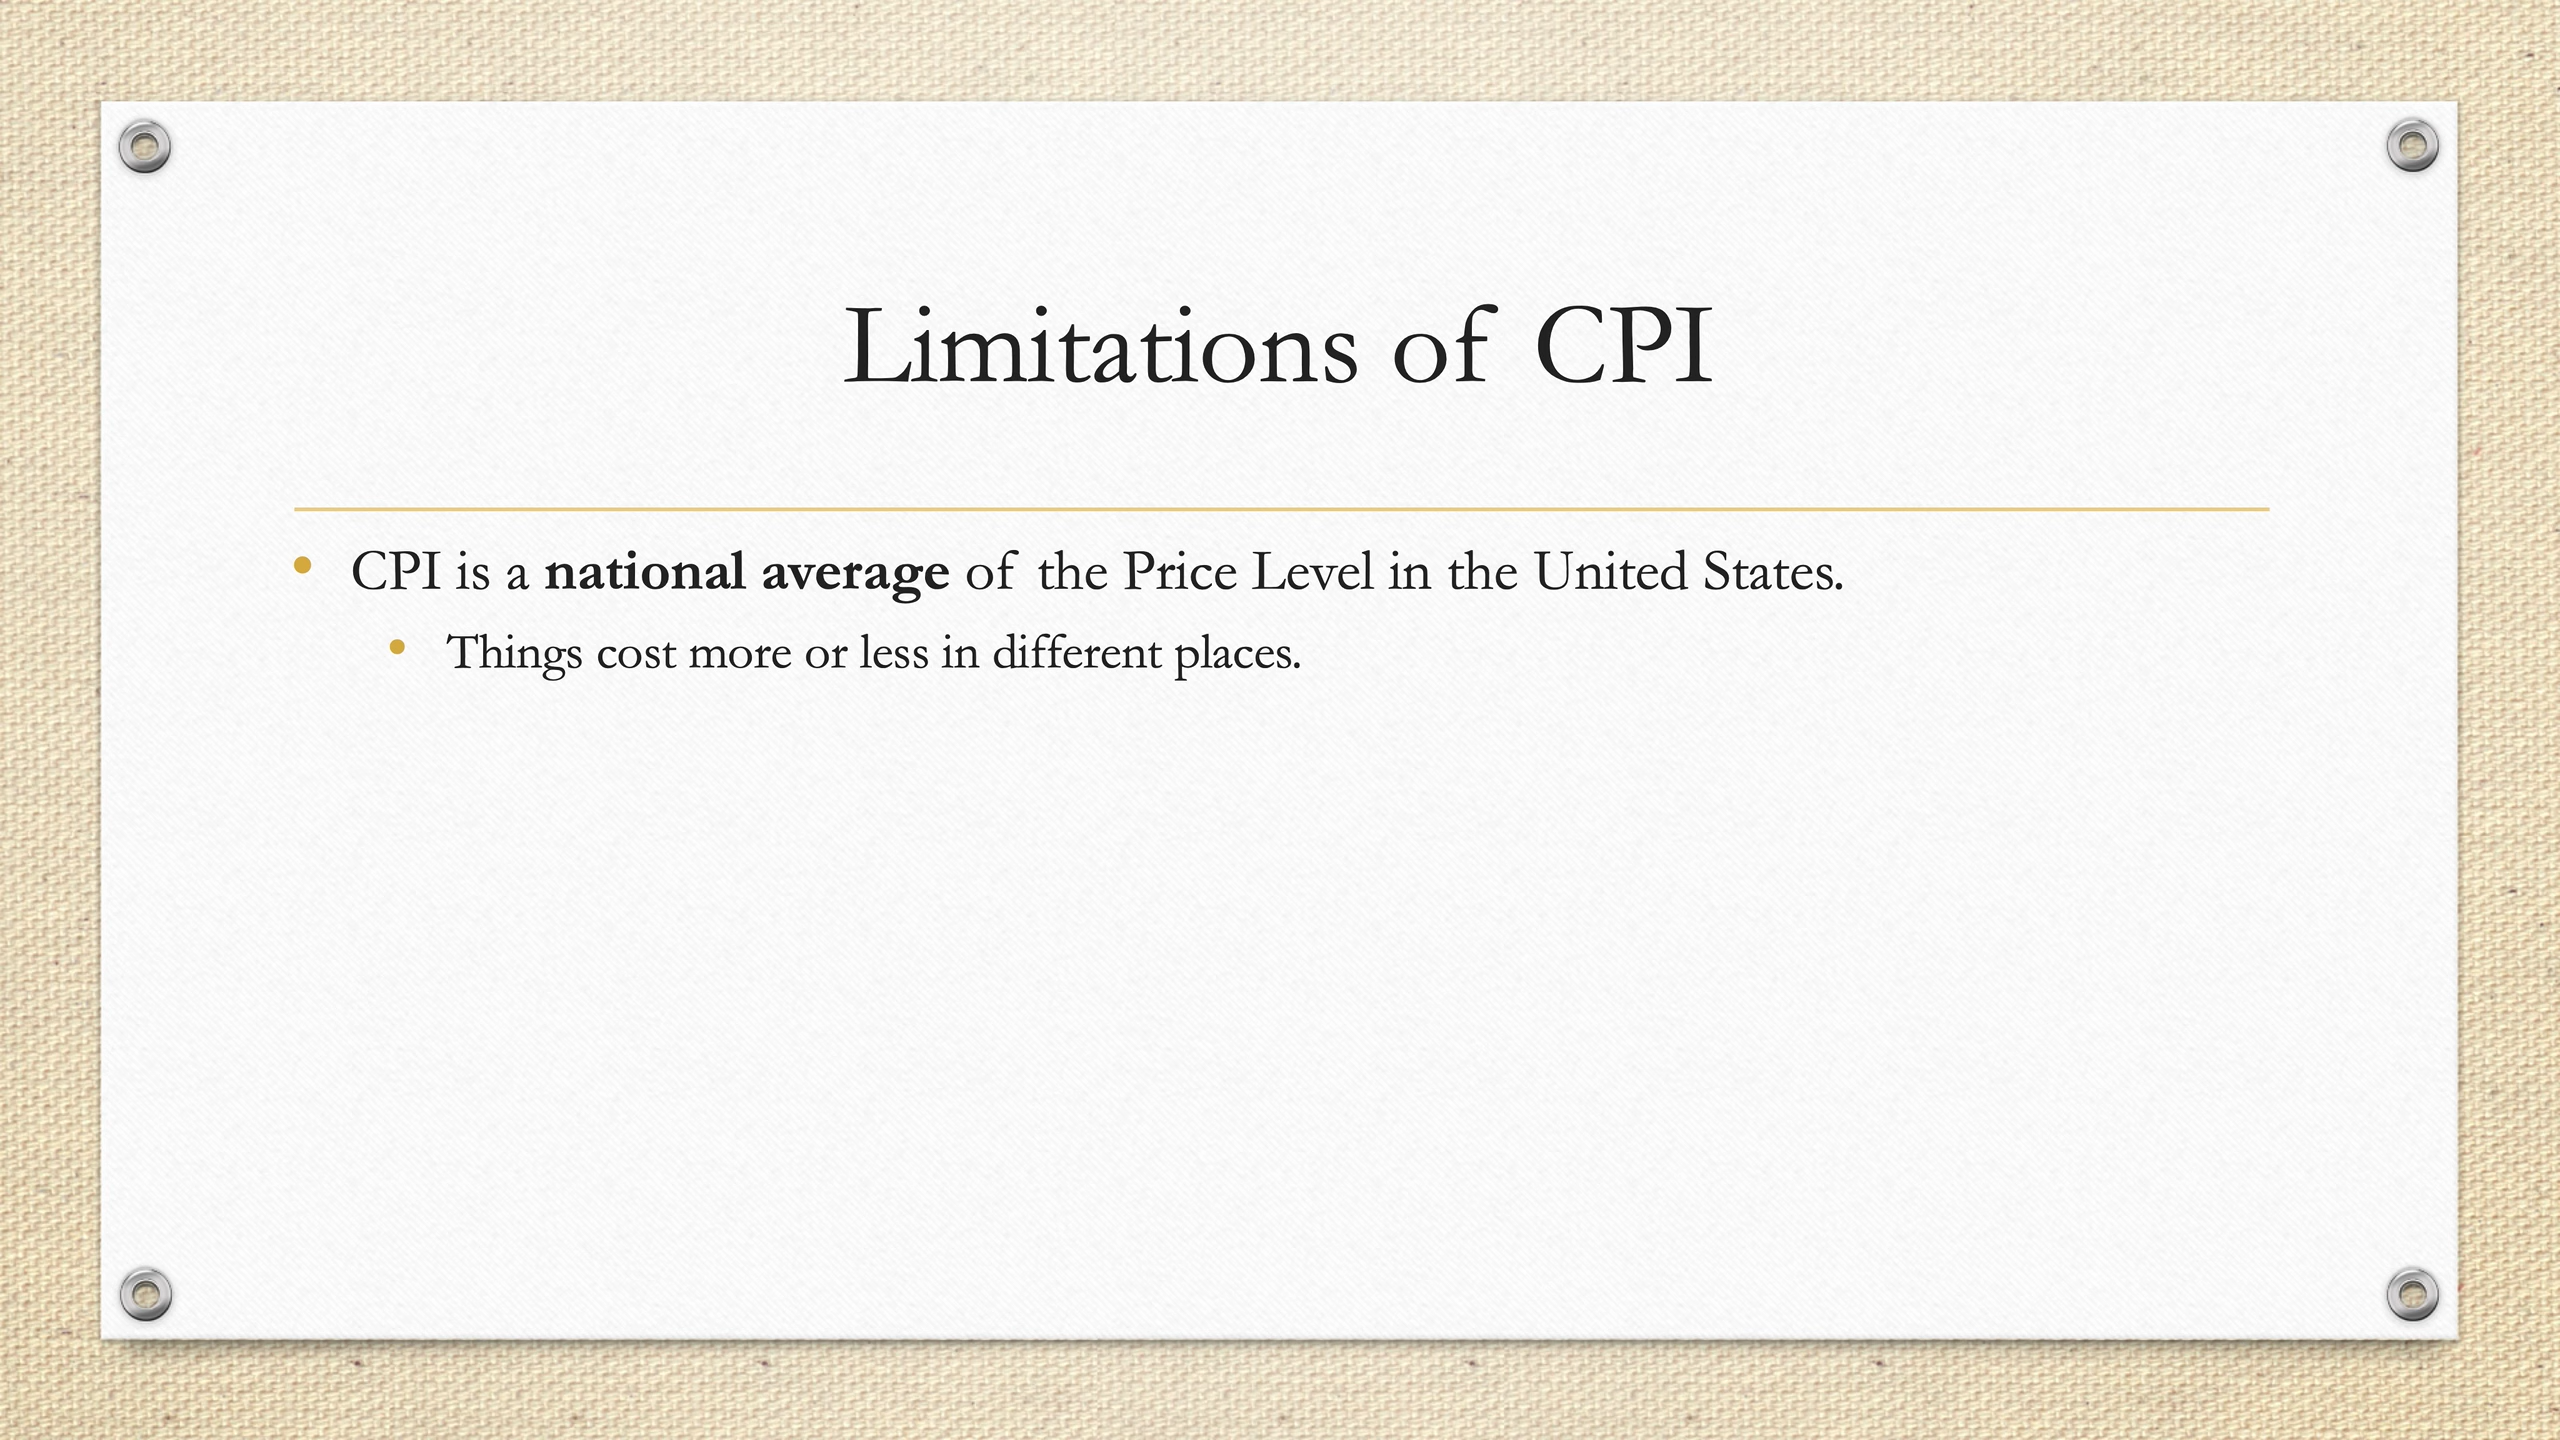 Limitations of CPI
• CPI is a national average of the Price Level in the United States.
• Things cost more or less in different places.